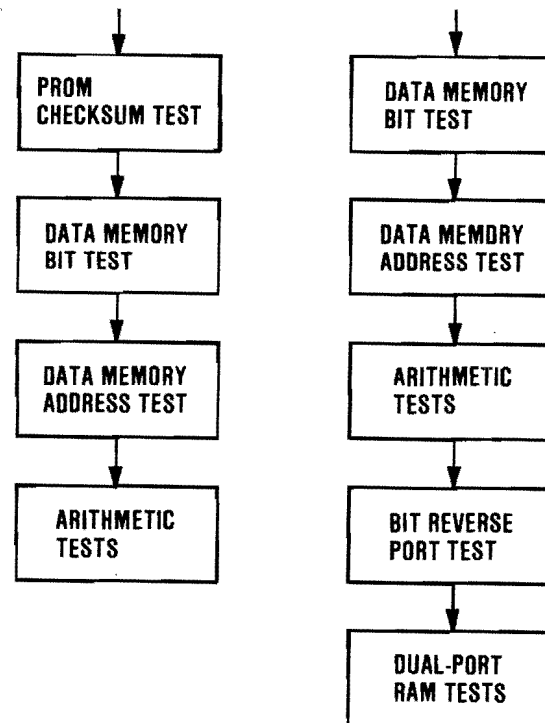 PROM
CHECKSUM TEST
DATA MEMORY
BIT TEST
DATA MEMORY
ADDRESS TEST
ARITHMETIC
TESTS
DATA MEMORY
BIT TEST
DATA MEMORY
ADDRESS TEST
ARITHMETIC
TESTS
BIT REVERSE
PORT TEST
DUAL-PORT
RAM TESTS